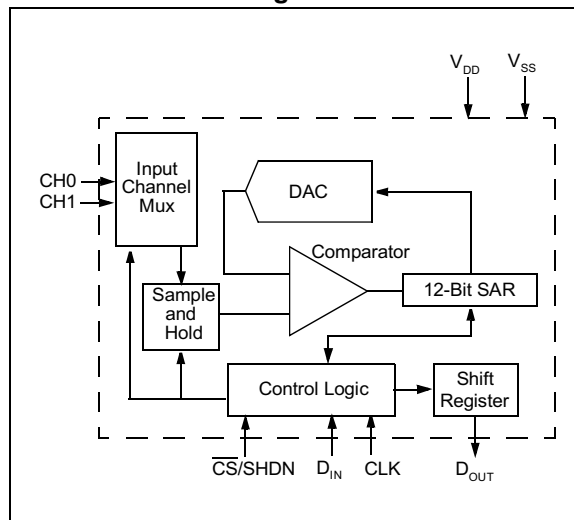 V_DD V_SS
Input
Channel
Mux
CH0
CH1
DAC
Comparator
12-Bit SAR
Sample
and
Hold
Control Logic
Shift
Register
C̅S̅/SHDN D_IN CLK D_OUT